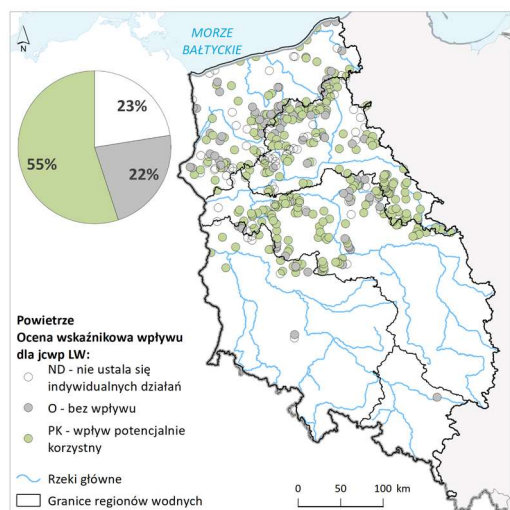 MORZE
BAŁTYCKIE
N
23%
55%
22%
Powietrze
Ocena wskaźnikowa wpływu
dla jcwp LW:
ND - nie ustala się
indywidualnych działań
O - bez wpływu
PK - wpływ potencjalnie
korzystny
Rzeki główne
Granice regionów wodnych
0 50 100 km